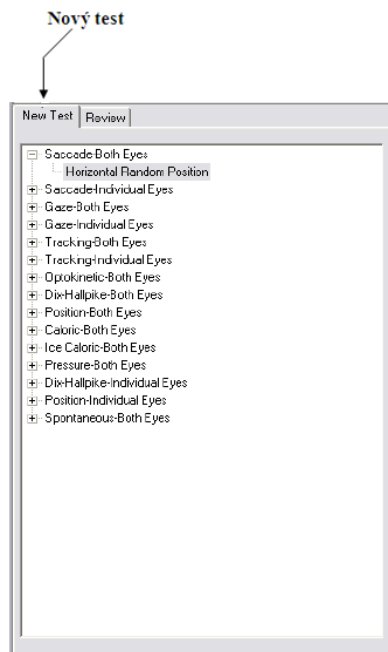 Nový test
New Test
Review
Saccade-Both Eyes
Horizontal Random Position
Saccade-Individual Eyes
Gaze-Both Eyes
Gaze-Individual Eyes
Tracking-Both Eyes
Tracking-Individual Eyes
Optokinetic-Both Eyes
Dix-Hallpike-Both Eyes
Position-Both Eyes
Caloric-Both Eyes
Ice Caloric-Both Eyes
Pressure-Both Eyes
Dix-Hallpike-Individual Eyes
Position-Individual Eyes
Spontaneous-Both Eyes